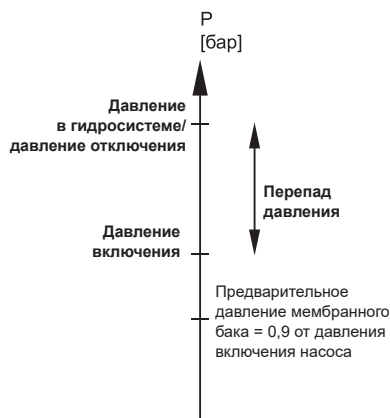 P
[бар]
Давление
в гидросистеме/
давление отключения
Перепад
давления
Давление
включения
Предварительное
давление мембранного
бака = 0,9 от давления
включения насоса